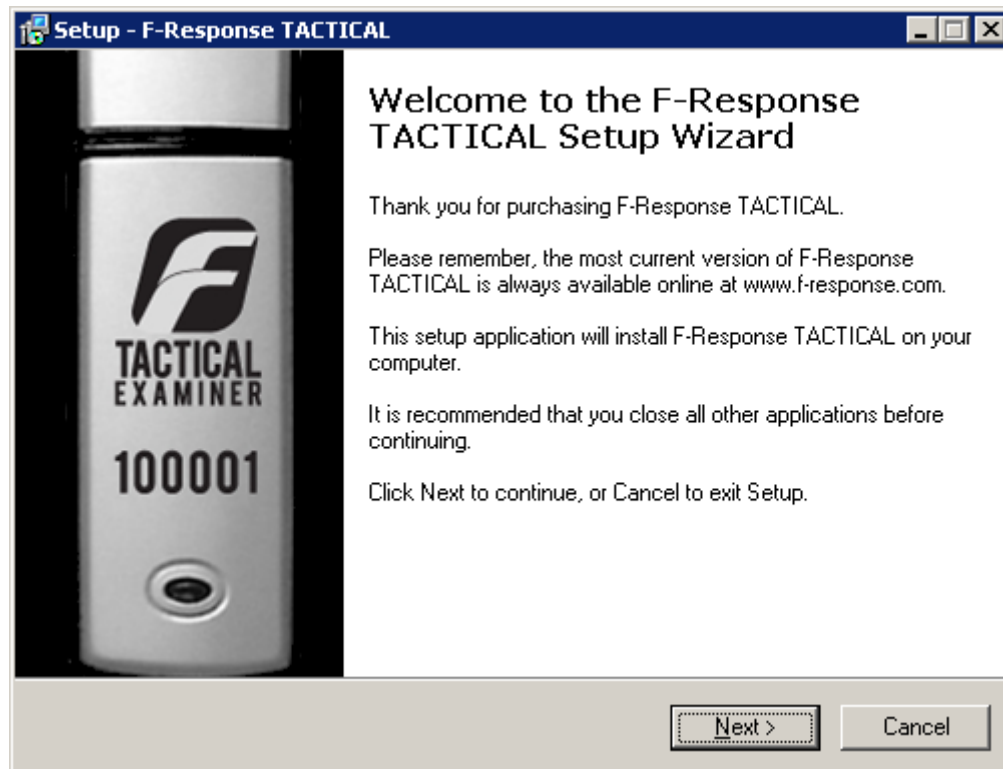 Setup - F-Response TACTICAL
Welcome to the F-Response
TACTICAL Setup Wizard
Thank you for purchasing F-Response TACTICAL.
Please remember, the most current version of F-Response
TACTICAL is always available online at www.f-response.com.
This setup application will install F-Response TACTICAL on your
computer.
It is recommended that you close all other applications before
continuing.
Click Next to continue, or Cancel to exit Setup.
F
TACTICAL
EXAMINER
100001
Next >
Cancel